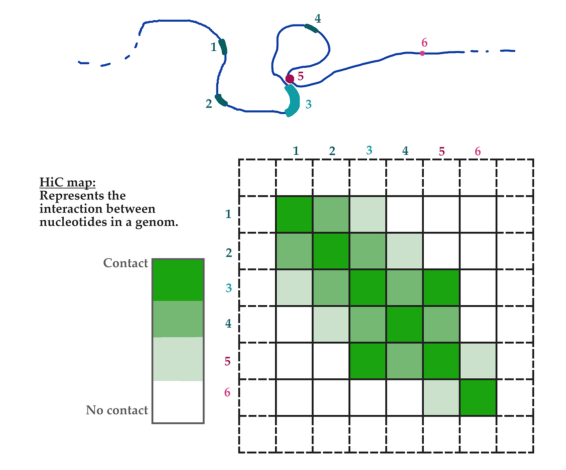 4
1
6
5
2
3
1 2 3 4 5 6
HiC map:
Represents the
interaction between
nucleotides in a genom.
1
2
Contact
3
4
5
6
No contact